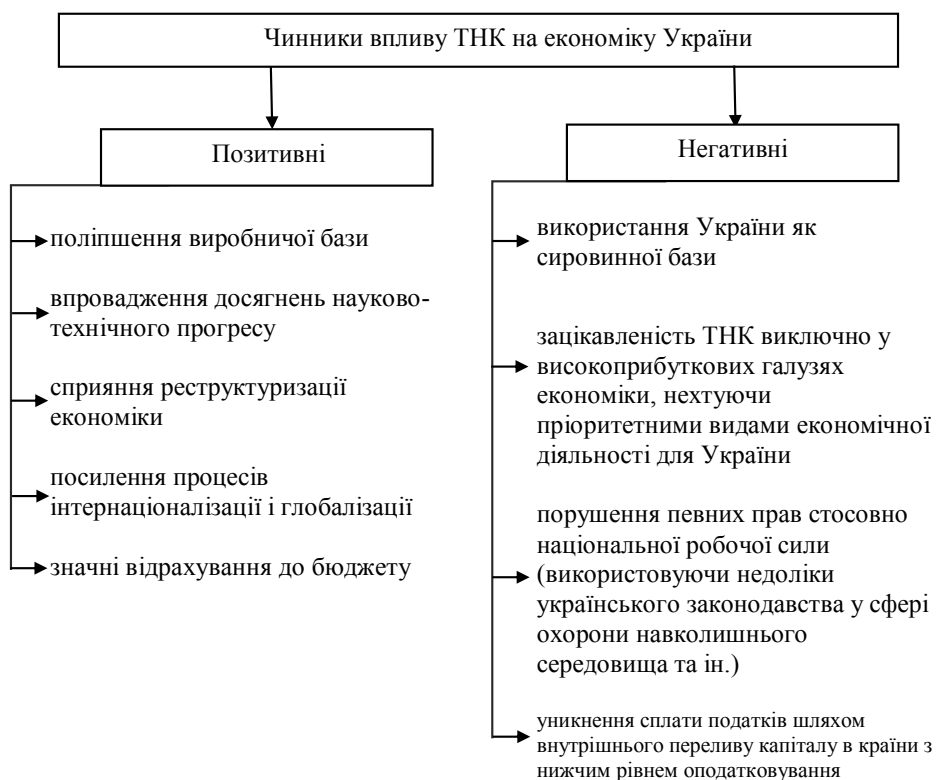 Чинники впливу ТНК на економіку України
Позитивні
поліпшення виробничої бази
впровадження досягнень науково-
технічного прогресу
сприяння реструктуризації
економіки
посилення процесів
інтернаціоналізації і глобалізації
значні відрахування до бюджету
Негативні
використання України як
сировинної бази
зацікавленість ТНК виключно у
високоприбуткових галузях
економіки, нехтуючи
пріоритетними видами економічної
діяльності для України
порушення певних прав стосовно
національної робочої сили
(використовуючи недоліки
українського законодавства у сфері
охорони навколишнього
середовища та ін.)
уникнення сплати податків шляхом
внутрішнього переливу капіталу в країни з
нижчим рівнем оподатковування